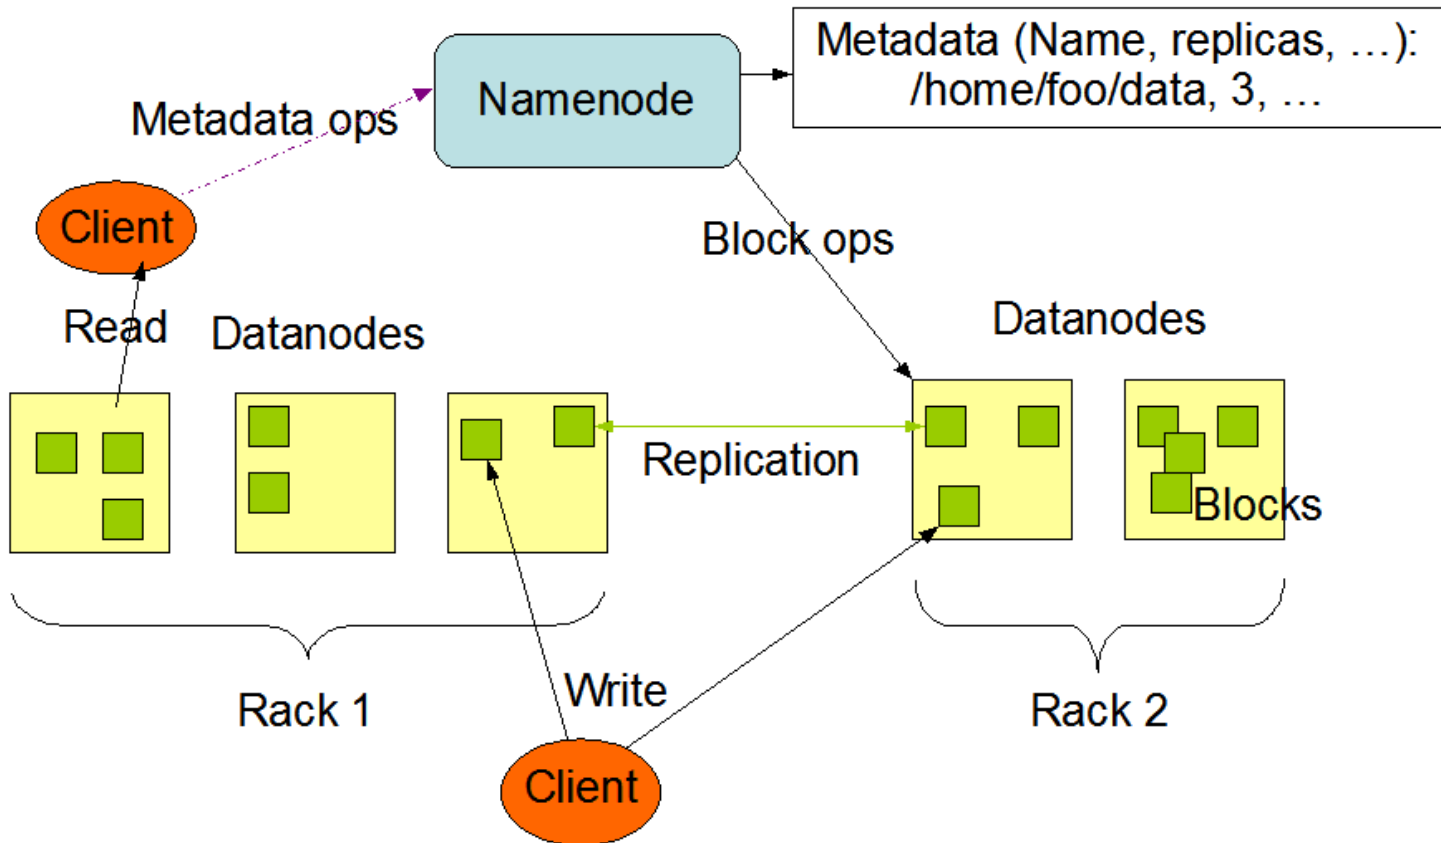 Metadata (Name, replicas, …):
/home/foo/data, 3, …
Namenode
Metadata ops
Client
Block ops
Read
Datanodes
Datanodes
Replication
Blocks
Rack 1
Write
Rack 2
Client